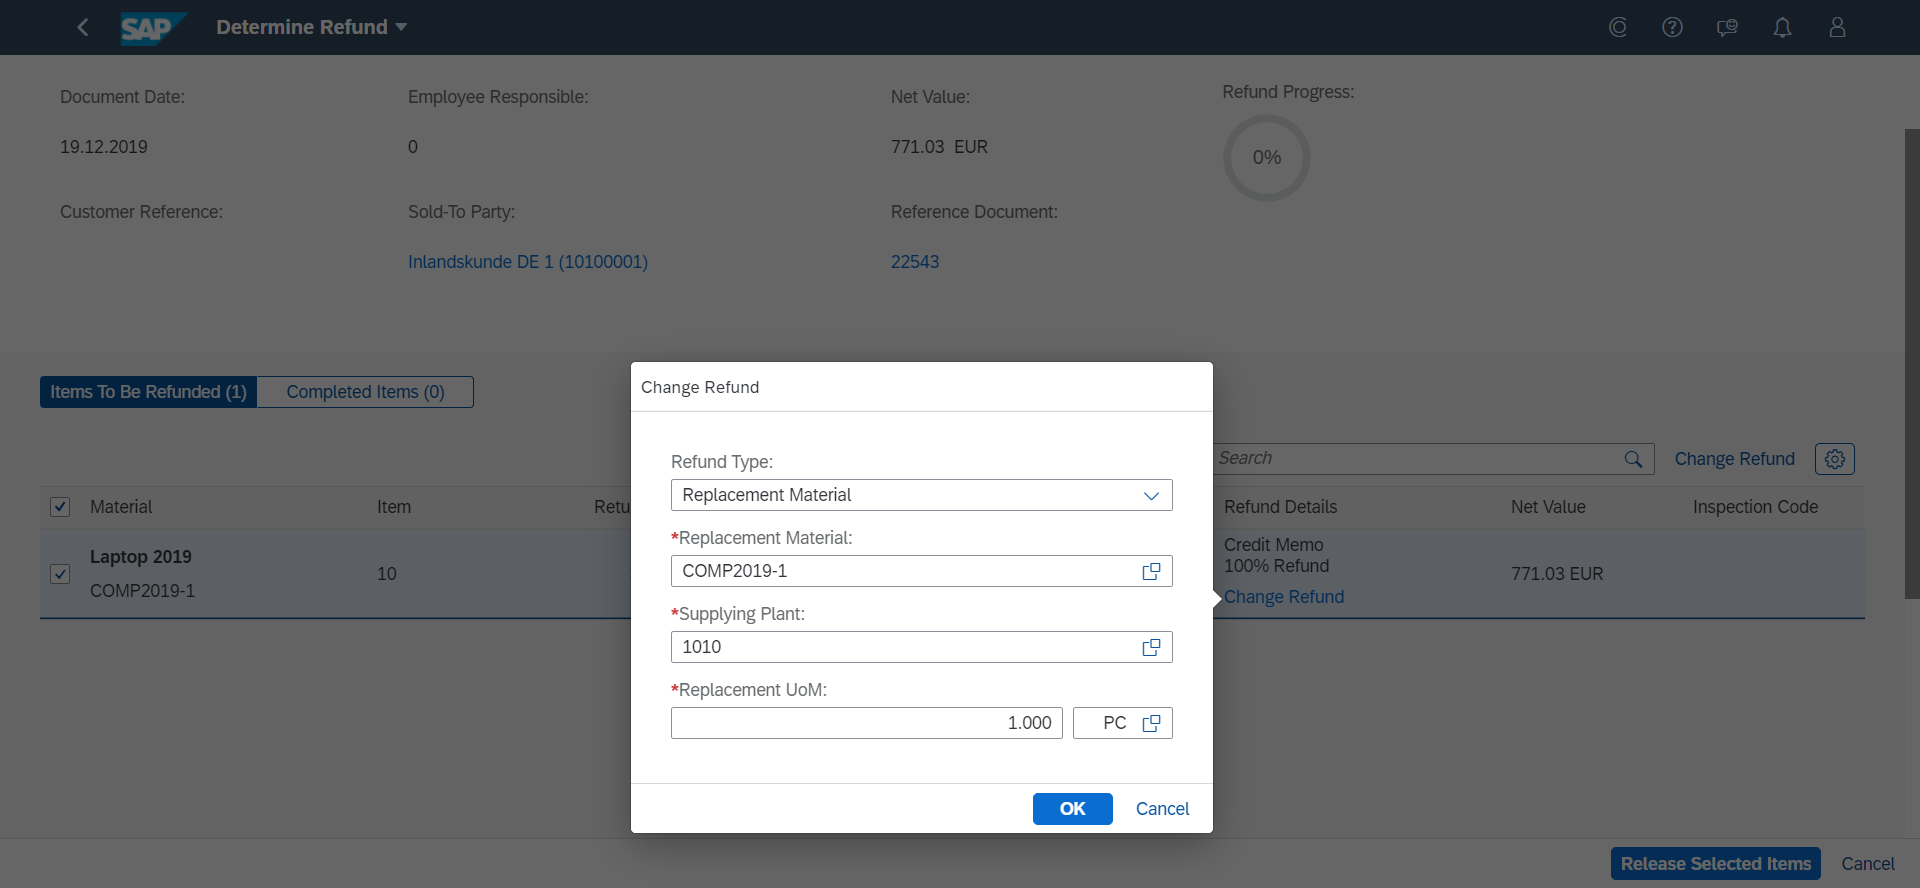 SAP Determine Refund
Document Date: Employee Responsible: Net Value: Refund Progress:
19.12.2019 0 771.03 EUR 0%
Customer Reference: Sold-To Party: Reference Document:
Inlandskunde DE 1 (10100001) 22543
Items To Be Refunded (1) Completed Items (0)
Search Change Refund
Material Item Retu Refund Details Net Value Inspection Code
Laptop 2019
COMP2019-1
10
Credit Memo
100% Refund
Change Refund
771.03 EUR
Change Refund
Refund Type:
Replacement Material
*Replacement Material:
COMP2019-1
*Supplying Plant:
1010
*Replacement UoM:
1.000 PC
OK Cancel
Release Selected Items Cancel